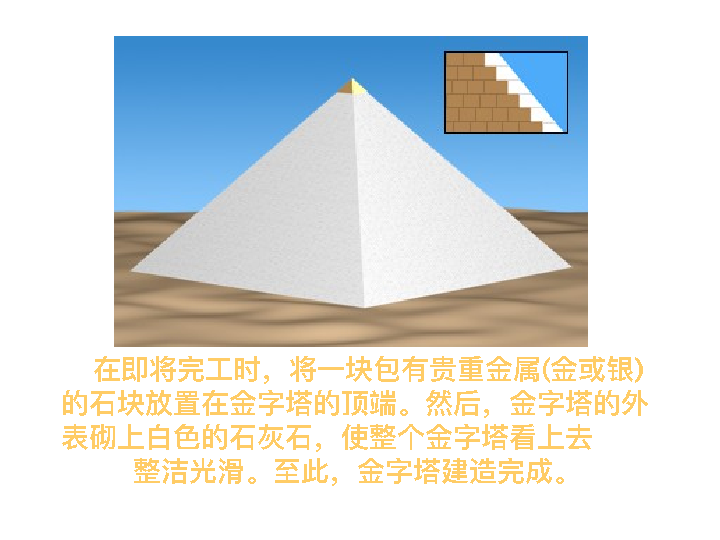 在即将完工时，将一块包有贵重金属(金或银)
的石块放置在金字塔的顶端。然后，金字塔的外
表砌上白色的石灰石，使整个金字塔看上去
整洁光滑。至此，金字塔建造完成。